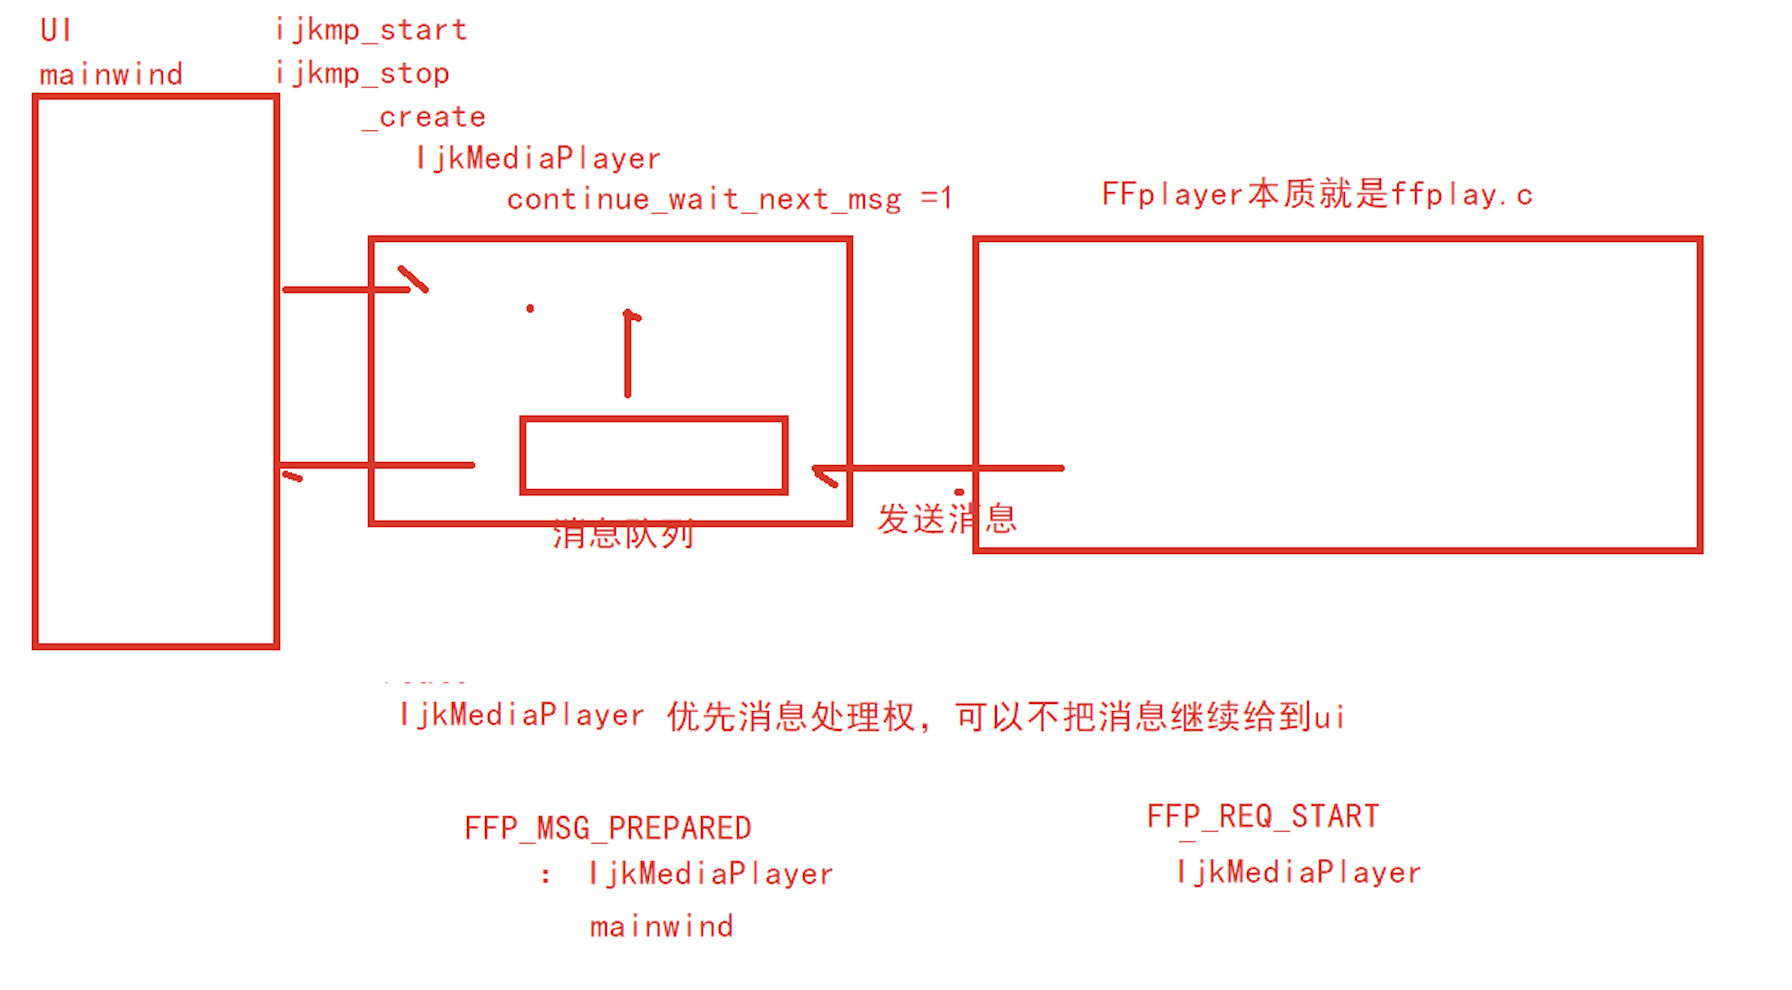 UI
mainwind
ijkmp_start
ijkmp_stop
_create
IjkMediaPlayer
continue_wait_next_msg =1
FFplayer本质就是ffplay.c
消息队列
发送消息
IjkMediaPlayer 优先消息处理权，可以不把消息继续给到ui
FFP_MSG_PREPARED
： IjkMediaPlayer
mainwind
FFP_REQ_START
IjkMediaPlayer